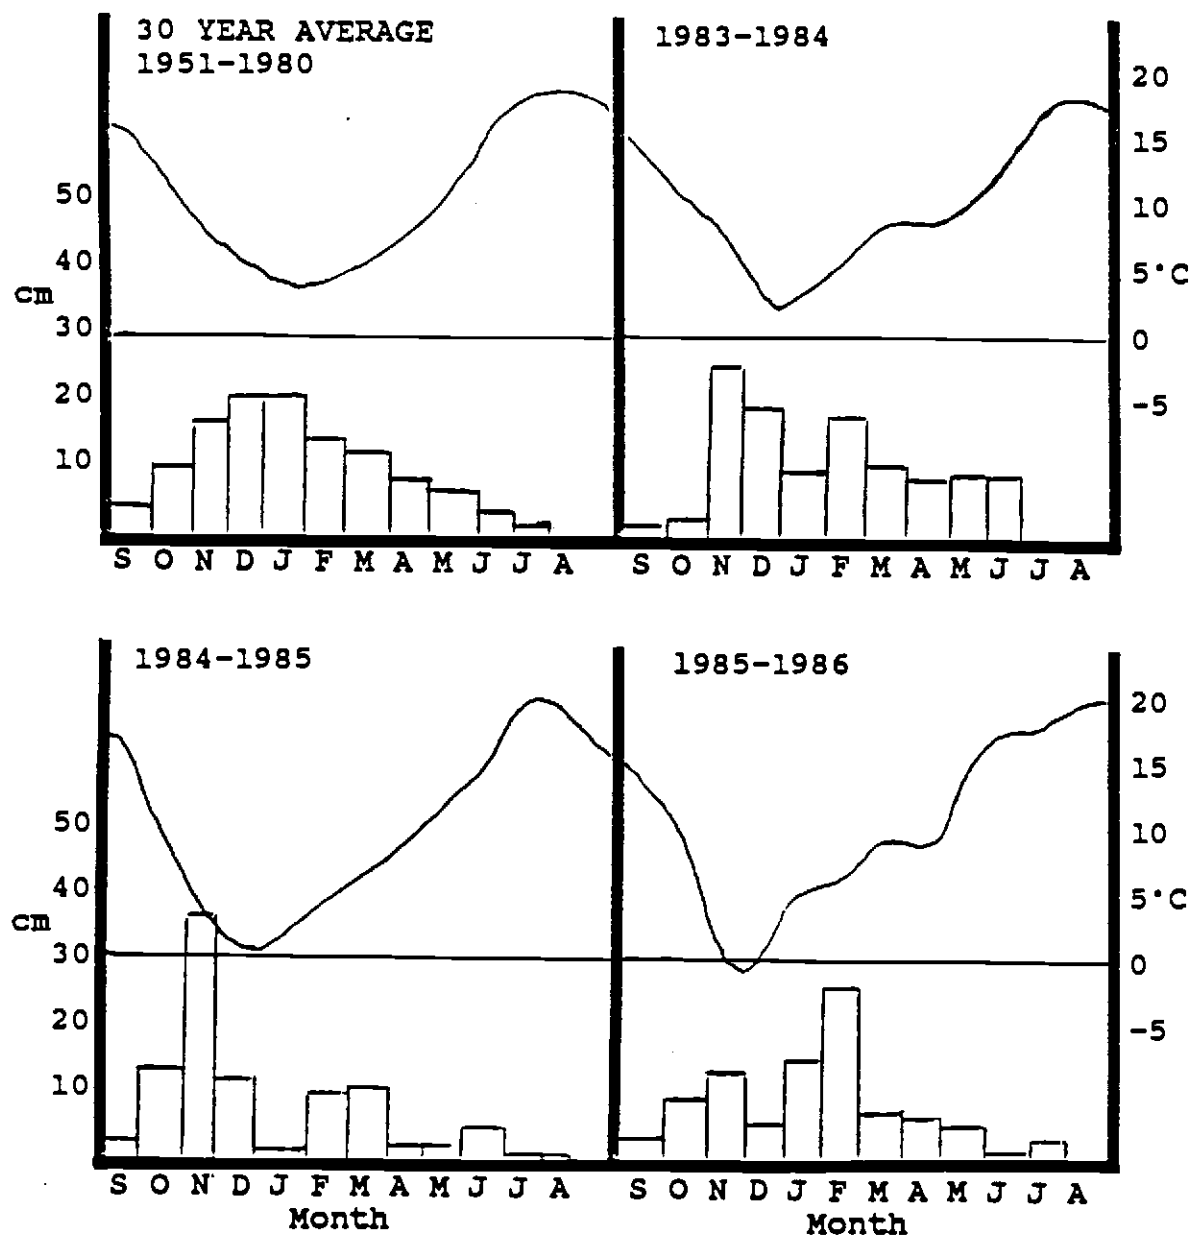 30 YEAR AVERAGE
1951-1980
1983-1984
20
15
10
5°C
0
-5
50
40
cm
30
20
10
S O N D J F M A M J J A
S O N D J F M A M J J A
1984-1985
1985-1986
20
15
10
5°C
0
-5
50
40
cm
30
20
10
S O N D J F M A M J J A
Month
S O N D J F M A M J J A
Month